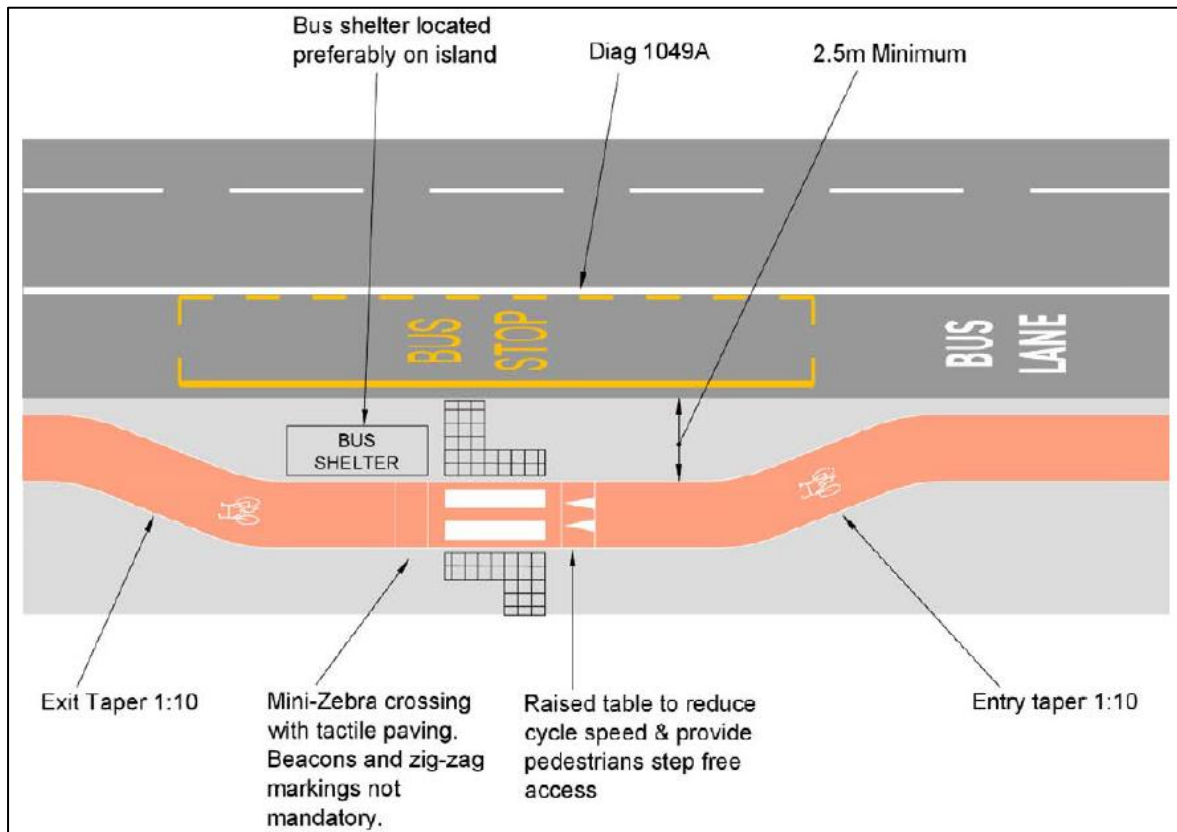 Bus shelter located
preferably on island
Diag 1049A
2.5m Minimum
BUS
STOP
BUS
LANE
BUS
SHELTER
Exit Taper 1:10
Mini-Zebra crossing
with tactile paving.
Beacons and zig-zag
markings not
mandatory.
Raised table to reduce
cycle speed & provide
pedestrians step free
access
Entry taper 1:10